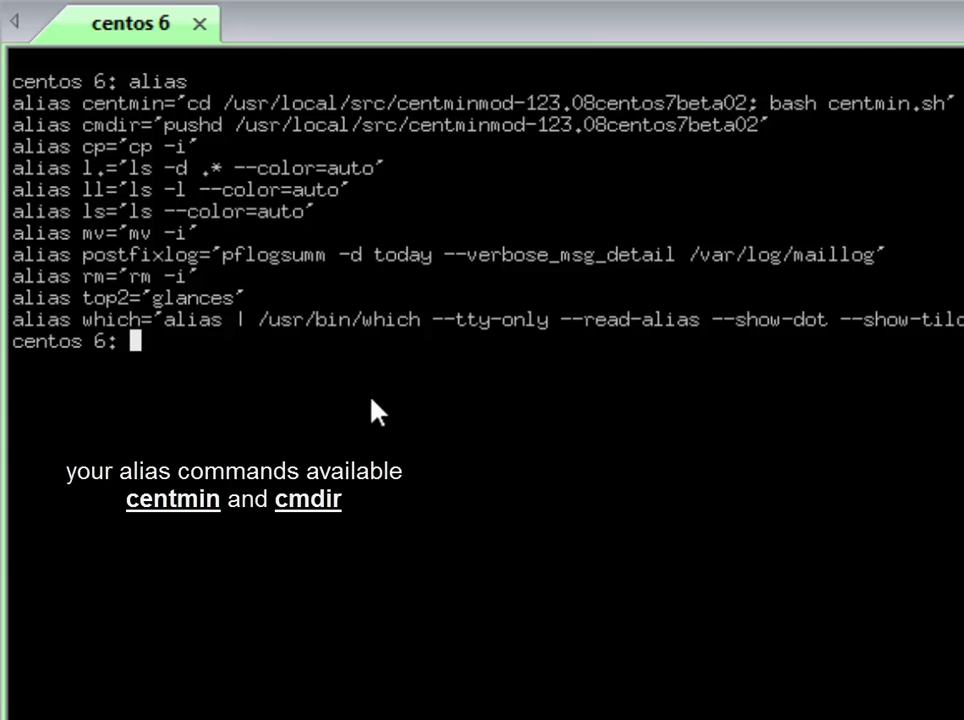 centos 6
centos 6: alias
alias centmin='cd /usr/local/src/centminmod-123.08centos7beta02; bash centmin.sh'
alias cmdir='pushd /usr/local/src/centminmod-123.08centos7beta02'
alias cp='cp -i'
alias l.='ls -d .* --color=auto'
alias ll='ls -l --color=auto'
alias ls='ls --color=auto'
alias mv='mv -i'
alias postfixlog='pflogsumm -d today --verbose_msg_detail /var/log/maillog'
alias rm='rm -i'
alias top2='glances'
alias which='alias | /usr/bin/which --tty-only --read-alias --show-dot --show-tild
centos 6:
your alias commands available
centmin and cmdir